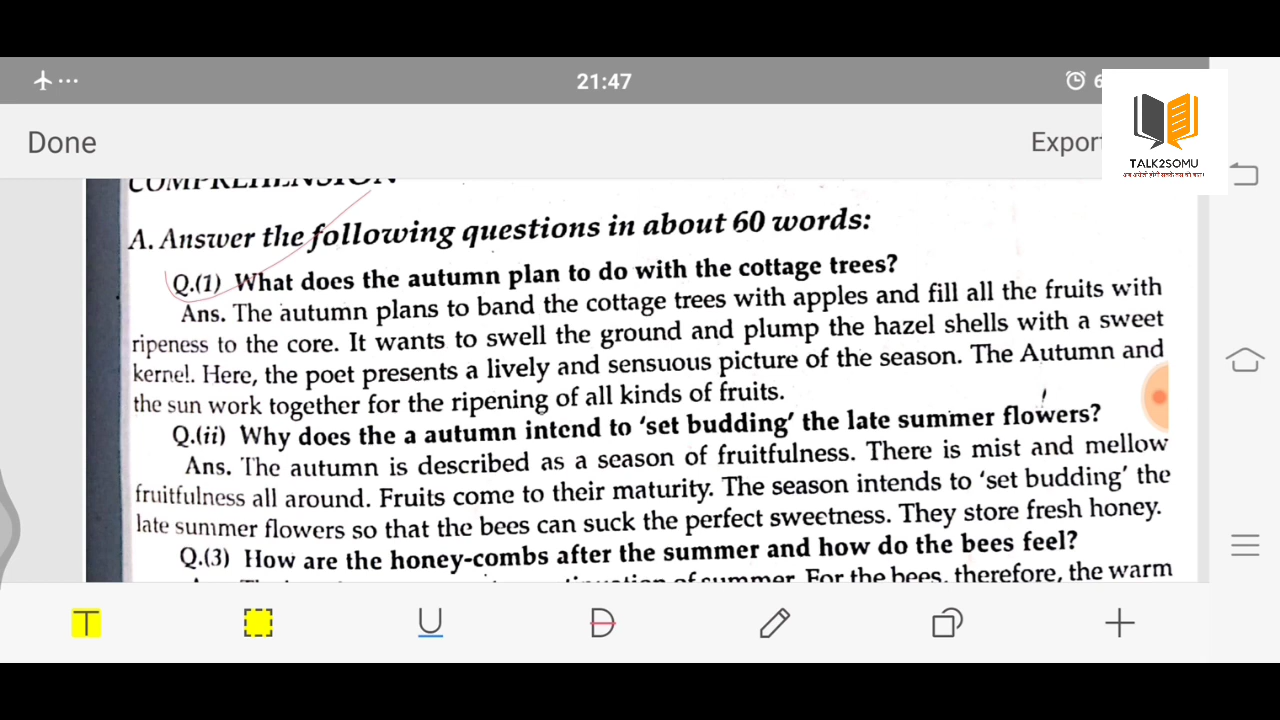 21:47
6
Done
Export
TALK2SOMU
COMPREHENSION
A. Answer the following questions in about 60 words:
Q.(1) What does the autumn plan to do with the cottage trees?
Ans. The autumn plans to band the cottage trees with apples and fill all the fruits with
ripeness to the core. It wants to swell the ground and plump the hazel shells with a sweet
kernel. Here, the poet presents a lively and sensuous picture of the season. The Autumn and
the sun work together for the ripening of all kinds of fruits.
Q.(ii) Why does the a autumn intend to 'set budding' the late summer flowers?
Ans. The autumn is described as a season of fruitfulness. There is mist and mellow
fruitfulness all around. Fruits come to their maturity. The season intends to 'set budding' the
late summer flowers so that the bees can suck the perfect sweetness. They store fresh honey.
Q.(3) How are the honey-combs after the summer and how do the bees feel?
of summer. For the bees, therefore, the warm